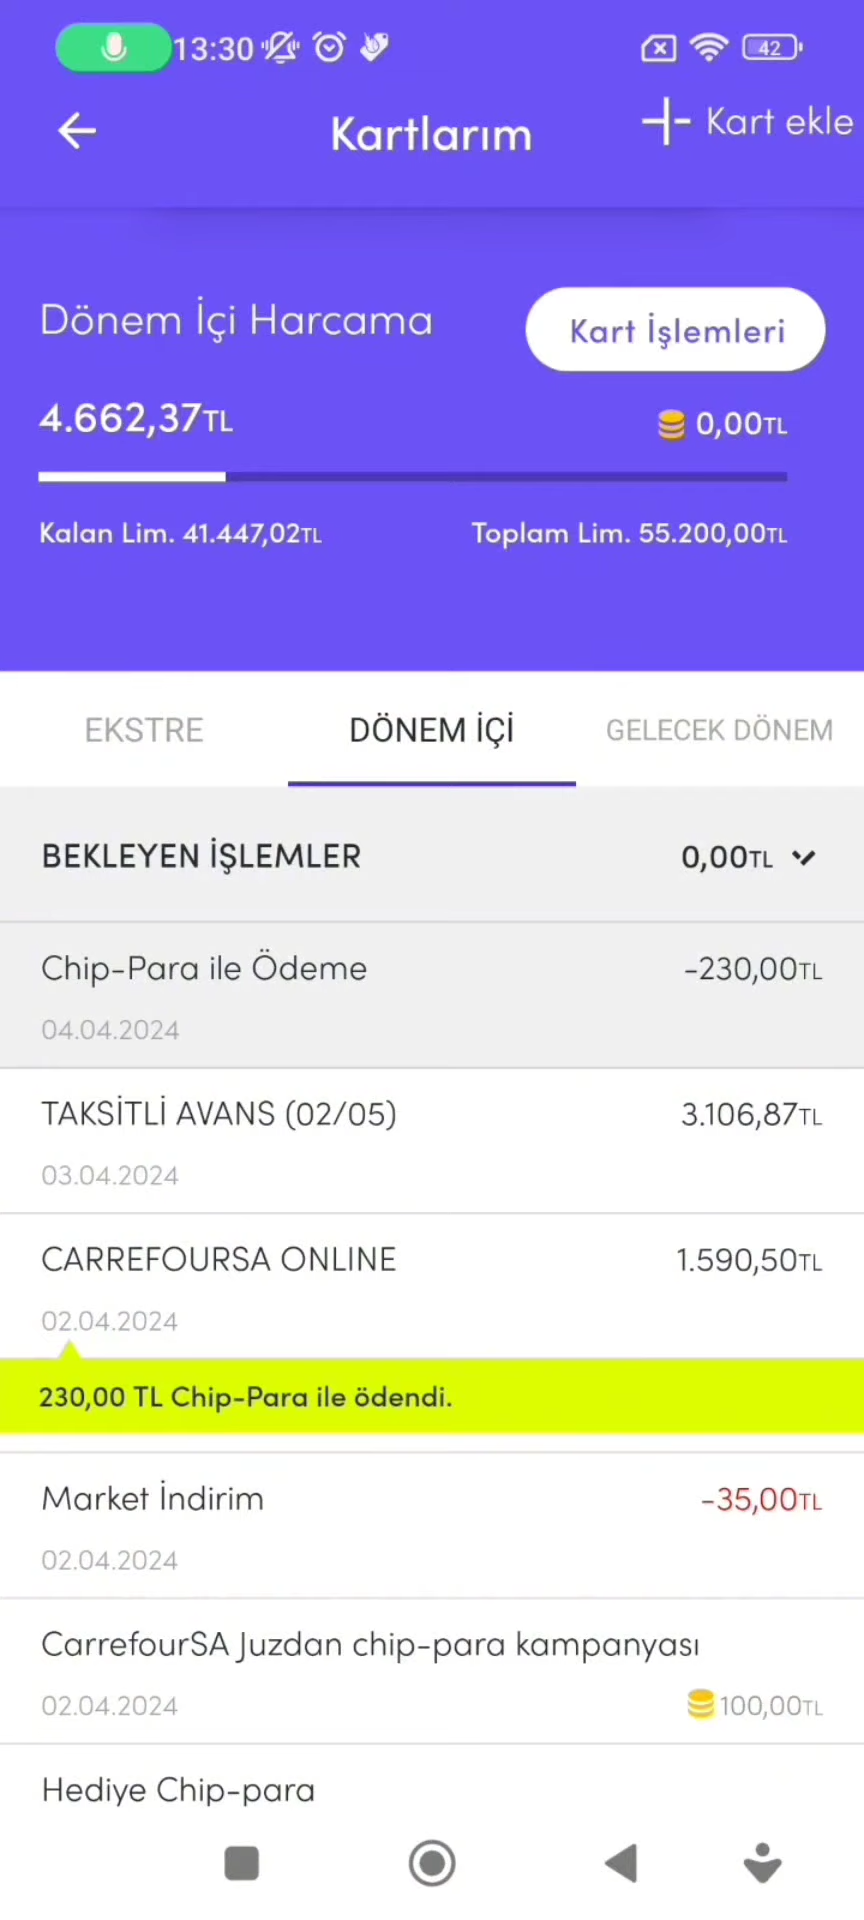 13:30
42
Kartlarım
Kart ekle
Dönem İçi Harcama
Kart İşlemleri
4.662,37TL
0,00TL
Kalan Lim. 41.447,02TL
Toplam Lim. 55.200,00TL
EKSTRE
DÖNEM İÇİ
GELECEK DÖNEM
BEKLEYEN İŞLEMLER
0,00TL
Chip-Para ile Ödeme
-230,00TL
04.04.2024
TAKSİTLİ AVANS (02/05)
3.106,87TL
03.04.2024
CARREFOURSA ONLINE
1.590,50TL
02.04.2024
230,00 TL Chip-Para ile ödendi.
Market İndirim
-35,00TL
02.04.2024
CarrefourSA Juzdan chip-para kampanyası
02.04.2024
100,00TL
Hediye Chip-para